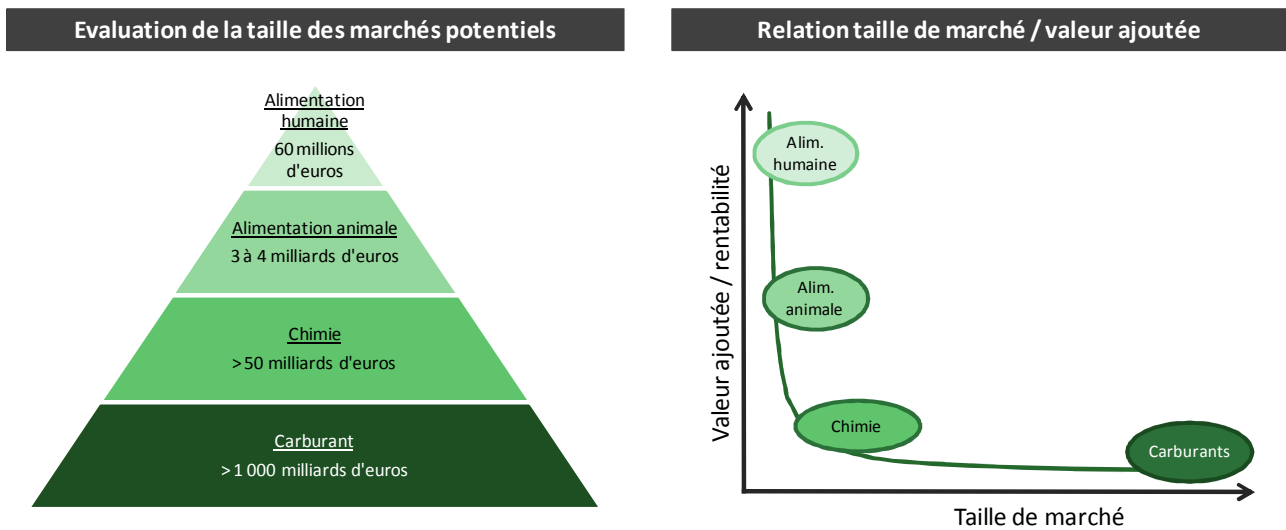 Evaluation de la taille des marchés potentiels
Alimentation
humaine
60 millions
d'euros
Alimentation animale
3 à 4 milliards d'euros
Chimie
> 50 milliards d'euros
Carburant
> 1 000 milliards d'euros
Relation taille de marché / valeur ajoutée
Valeur ajoutée / rentabilité
Alim.
humaine
Alim.
animale
Chimie
Carburants
Taille de marché